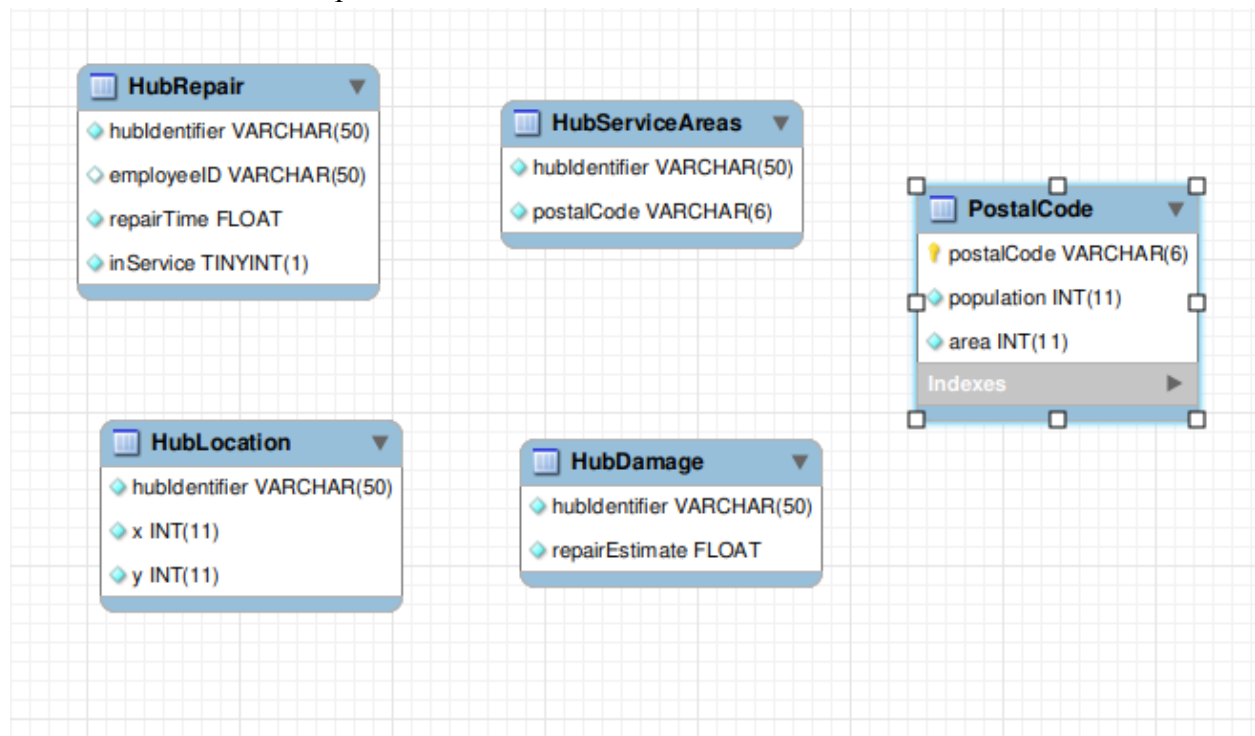 HubRepair
hubIdentifier VARCHAR(50)
employeeID VARCHAR(50)
repairTime FLOAT
inService TINYINT(1)
HubServiceAreas
hubIdentifier VARCHAR(50)
postalCode VARCHAR(6)
PostalCode
postalCode VARCHAR(6)
population INT(11)
area INT(11)
Indexes
HubLocation
hubIdentifier VARCHAR(50)
x INT(11)
y INT(11)
HubDamage
hubIdentifier VARCHAR(50)
repairEstimate FLOAT